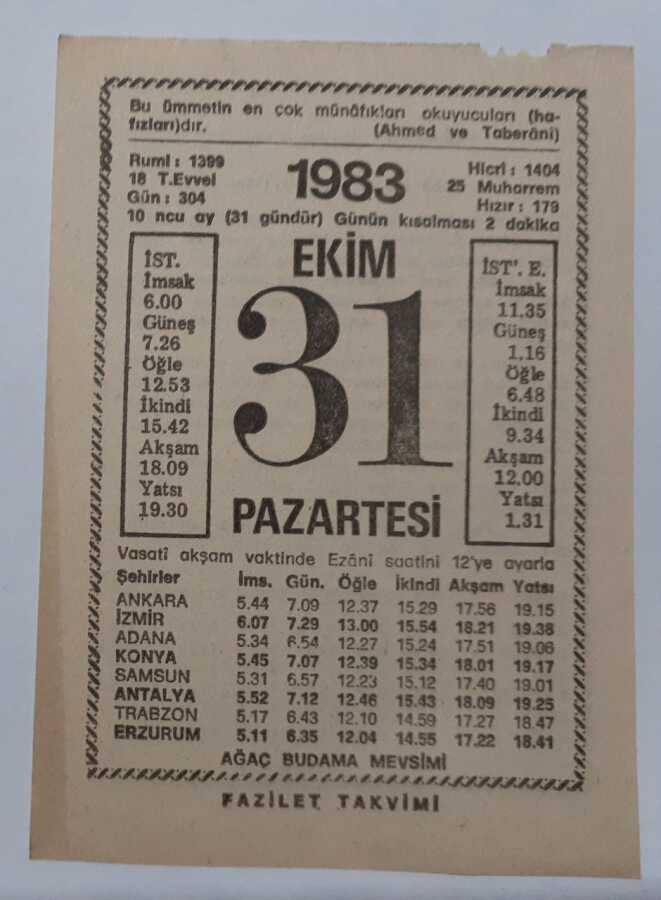 Bu ümmetin en çok münâfıkları okuyucuları (ha-
fızları)dır. (Ahmed ve Taberâni)
Rumi : 1399
18 T.Evvel
Gün : 304
1983
Hicri : 1404
25 Muharrem
Hızır : 179
10 ncu ay (31 gündür) Günün kısalması 2 dakika
İST.
İmsak
6.00
Güneş
7.26
Öğle
12.53
İkindi
15.42
Akşam
18.09
Yatsı
19.30
EKİM
31
PAZARTESİ
İST'. E.
İmsak
11.35
Güneş
1.16
Öğle
6.48
İkindi
9.34
Akşam
12.00
Yatsı
1.31
Vasati akşam vaktinde Ezâni saatini 12'ye ayarla
Şehirler İms. Gün. Öğle İkindi Akşam Yatsı
ANKARA 5.44 7.09 12.37 15.29 17.56 19.15
İZMİR 6.07 7.29 13.00 15.54 18.21 19.38
ADANA 5.34 6.54 12.27 15.24 17.51 19.06
KONYA 5.45 7.07 12.39 15.34 18.01 19.17
SAMSUN 5.31 6.57 12.23 15.12 17.40 19.01
ANTALYA 5.52 7.12 12.46 15.43 18.09 19.25
TRABZON 5.17 6.43 12.10 14.59 17.27 18.47
ERZURUM 5.11 6.35 12.04 14.55 17.22 18.41
AĞAÇ BUDAMA MEVSİMİ
FAZİLET TAKVİMİ